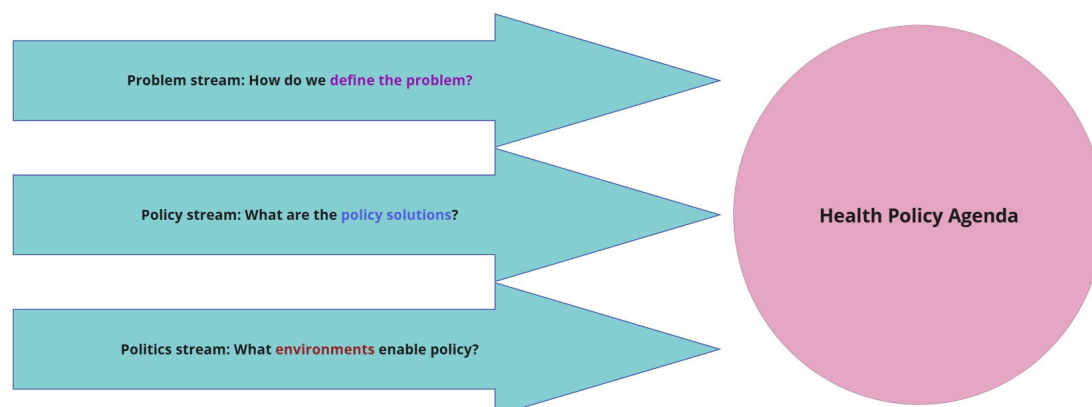 Problem stream: How do we define the problem?
Policy stream: What are the policy solutions?
Health Policy Agenda
Politics stream: What environments enable policy?